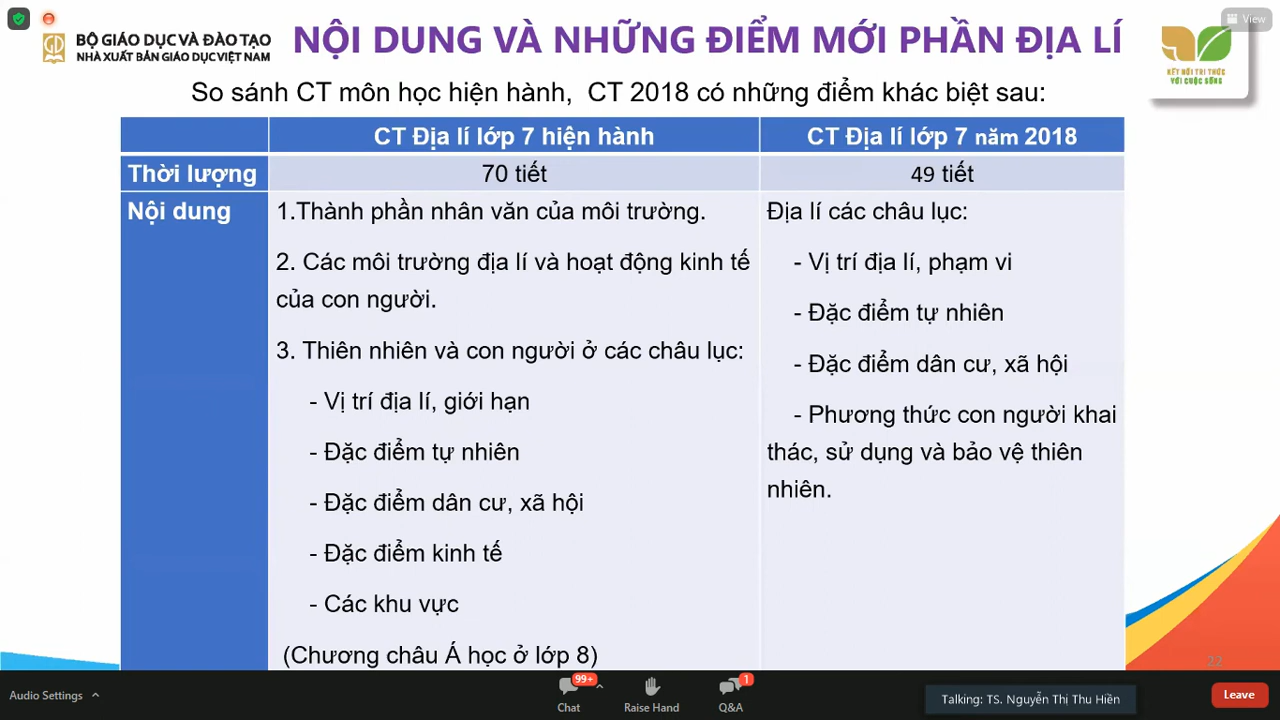 View
BỘ GIÁO DỤC VÀ ĐÀO TẠO
NHÀ XUẤT BẢN GIÁO DỤC VIỆT NAM
NỘI DUNG VÀ NHỮNG ĐIỂM MỚI PHẦN ĐỊA LÍ
KẾT NỐI TRI THỨC
VỚI CUỘC SỐNG
So sánh CT môn học hiện hành, CT 2018 có những điểm khác biệt sau:
CT Địa lí lớp 7 hiện hành
CT Địa lí lớp 7 năm 2018
Thời lượng
70 tiết
49 tiết
Nội dung
1.Thành phần nhân văn của môi trường.
2. Các môi trường địa lí và hoạt động kinh tế
của con người.
3. Thiên nhiên và con người ở các châu lục:
- Vị trí địa lí, giới hạn
- Đặc điểm tự nhiên
- Đặc điểm dân cư, xã hội
- Đặc điểm kinh tế
- Các khu vực
(Chương châu Á học ở lớp 8)
Địa lí các châu lục:
- Vị trí địa lí, phạm vi
- Đặc điểm tự nhiên
- Đặc điểm dân cư, xã hội
- Phương thức con người khai
thác, sử dụng và bảo vệ thiên
nhiên.
22
Audio Settings
99+
Chat
Raise Hand
1
Q&A
Talking: TS. Nguyễn Thị Thu Hiền
Leave